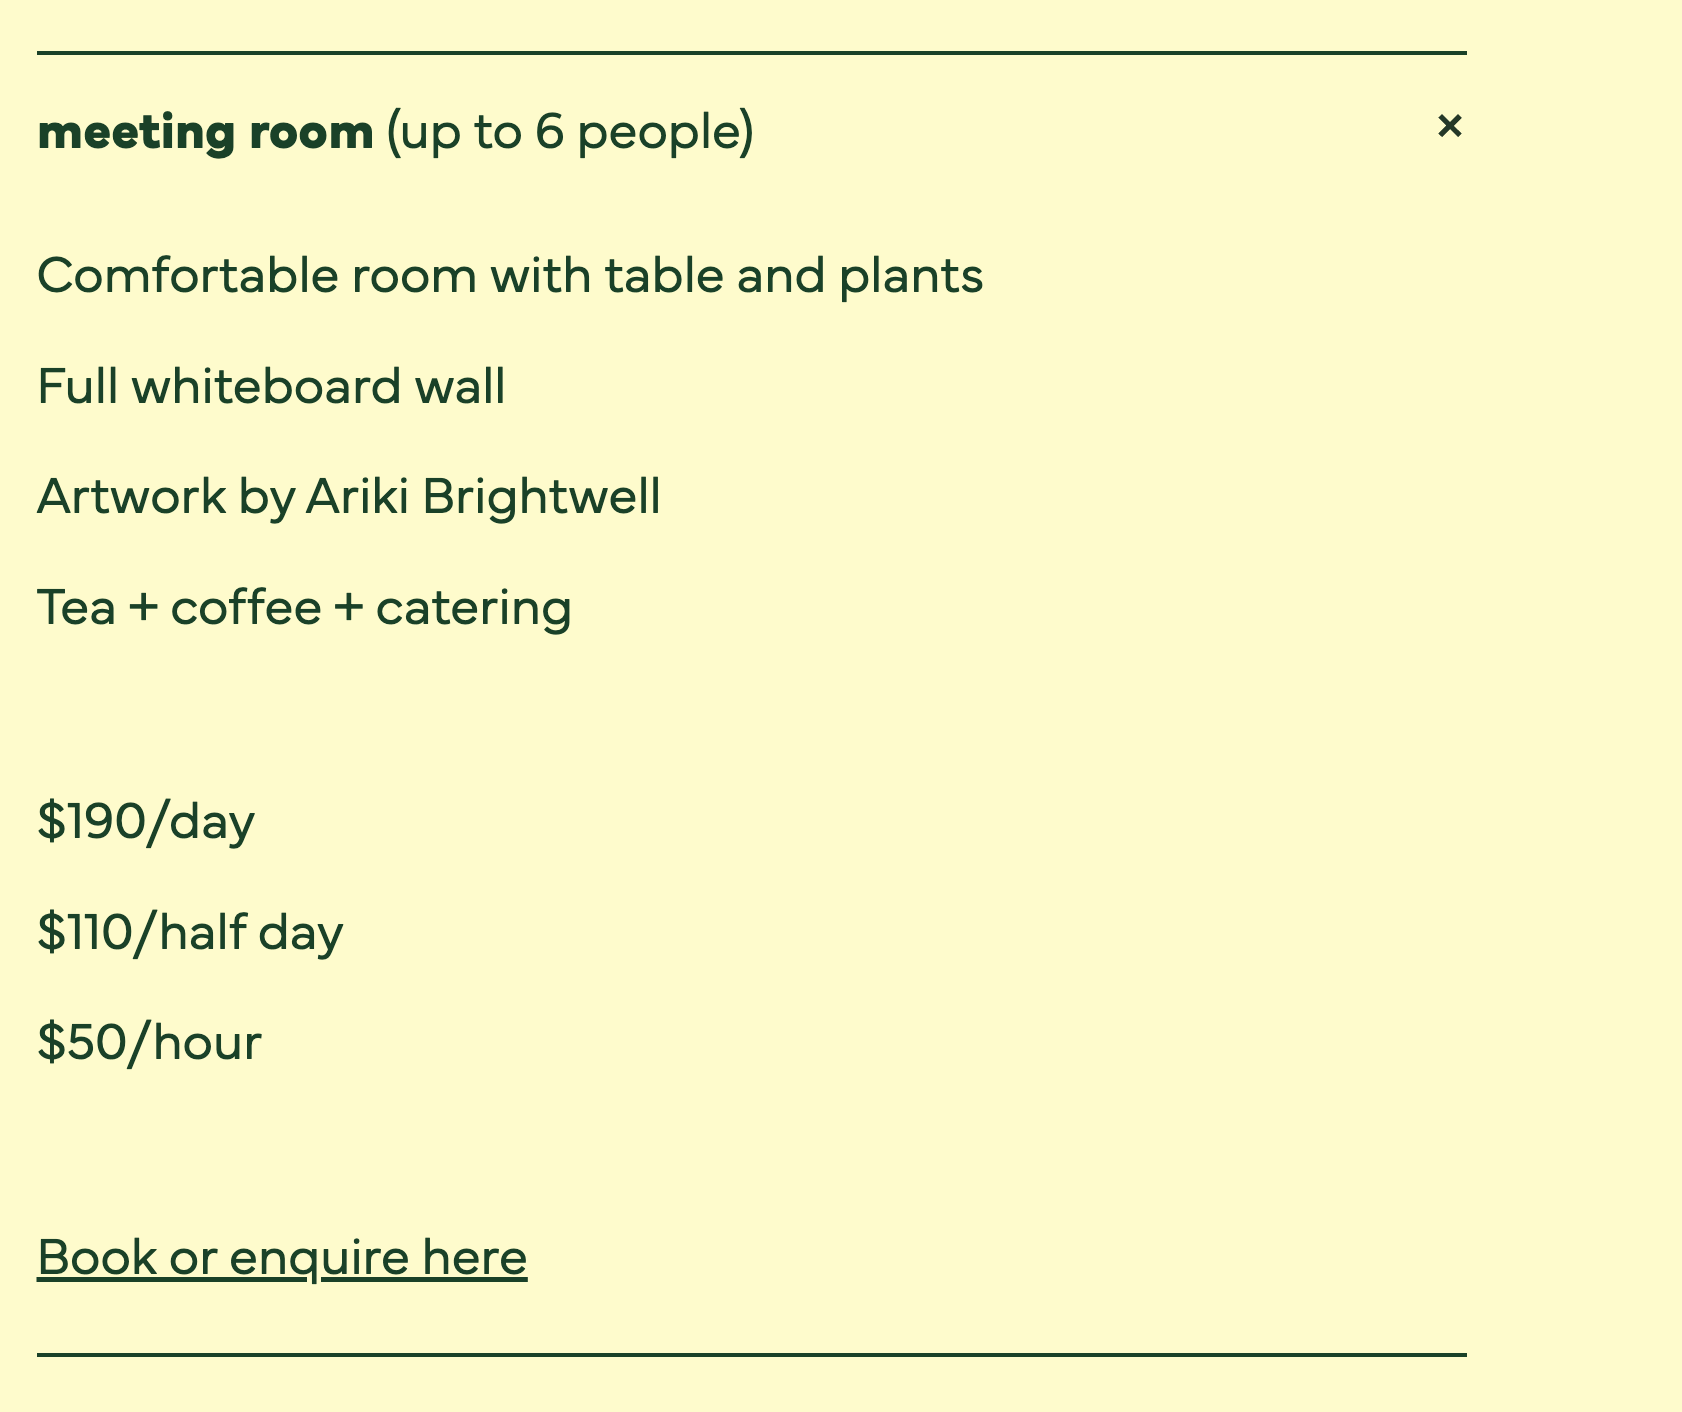 meeting room (up to 6 people)
×
Comfortable room with table and plants
Full whiteboard wall
Artwork by Ariki Brightwell
Tea + coffee + catering
$190/day
$110/half day
$50/hour
Book or enquire here